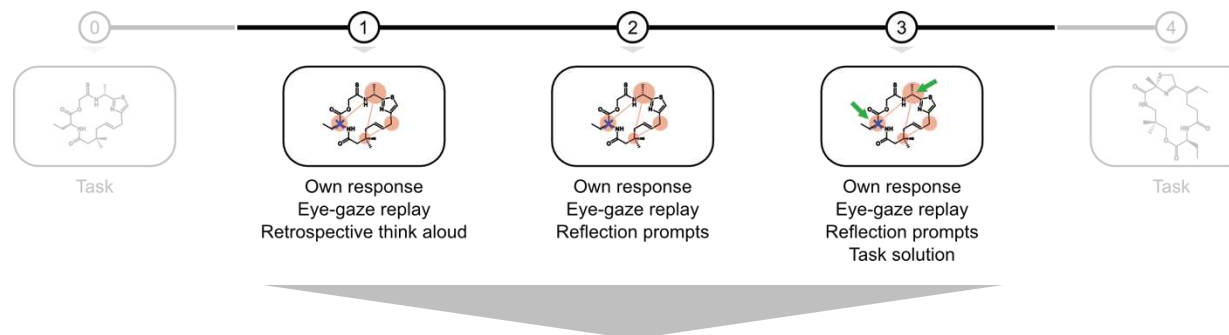 0
1
2
3
4
Task
Own response
Eye-gaze replay
Retrospective think aloud
Own response
Eye-gaze replay
Reflection prompts
Own response
Eye-gaze replay
Reflection prompts
Task solution
Task